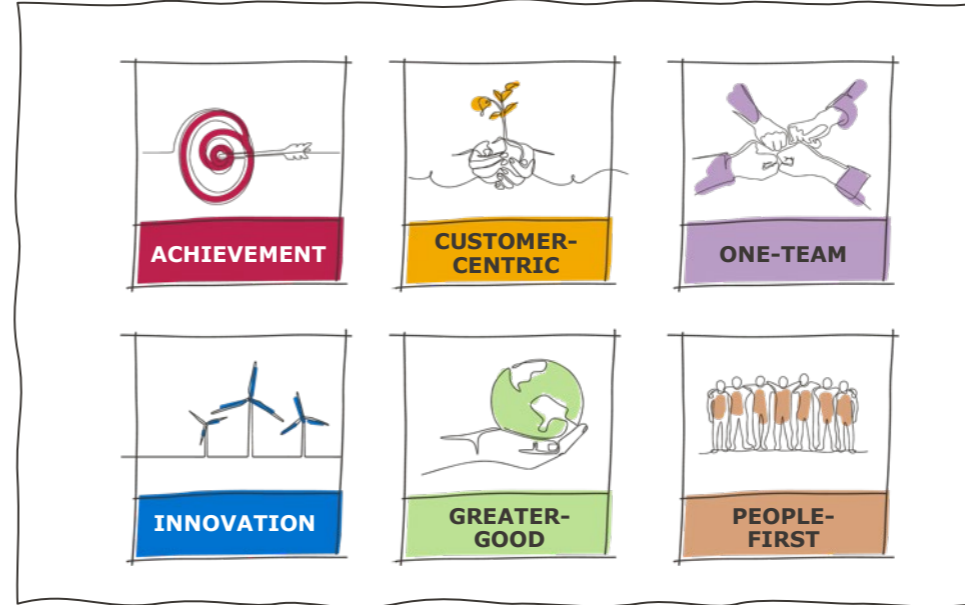 ACHIEVEMENT
CUSTOMER-
CENTRIC
ONE-TEAM
INNOVATION
GREATER-
GOOD
PEOPLE-
FIRST